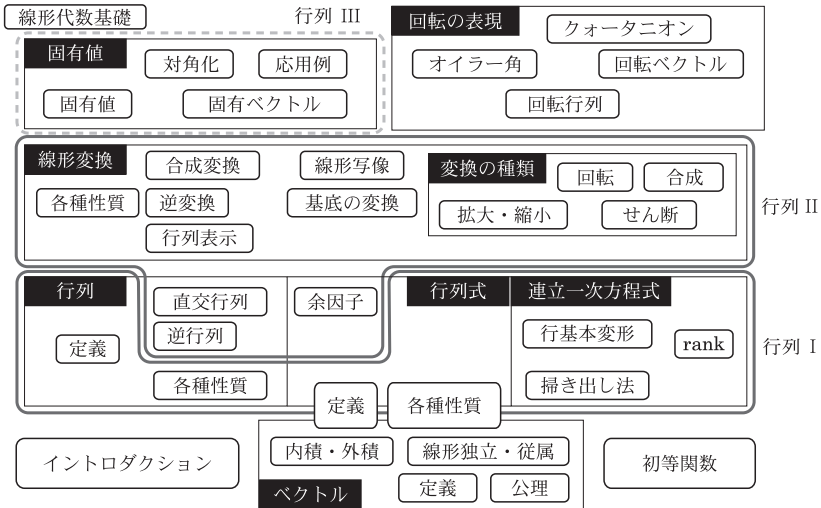 線形代数基礎
行列 III
固有値
対角化
応用例
固有値
固有ベクトル
回転の表現
クォータニオン
オイラー角
回転ベクトル
回転行列
線形変換
合成変換
線形写像
各種性質
逆変換
基底の変換
行列表示
変換の種類
回転
合成
拡大・縮小
せん断
行列 II
行列
直交行列
余因子
行列式
連立一次方程式
定義
逆行列
行基本変形
rank
各種性質
掃き出し法
行列 I
定義
各種性質
イントロダクション
内積・外積
線形独立・従属
ベクトル
定義
公理
初等関数